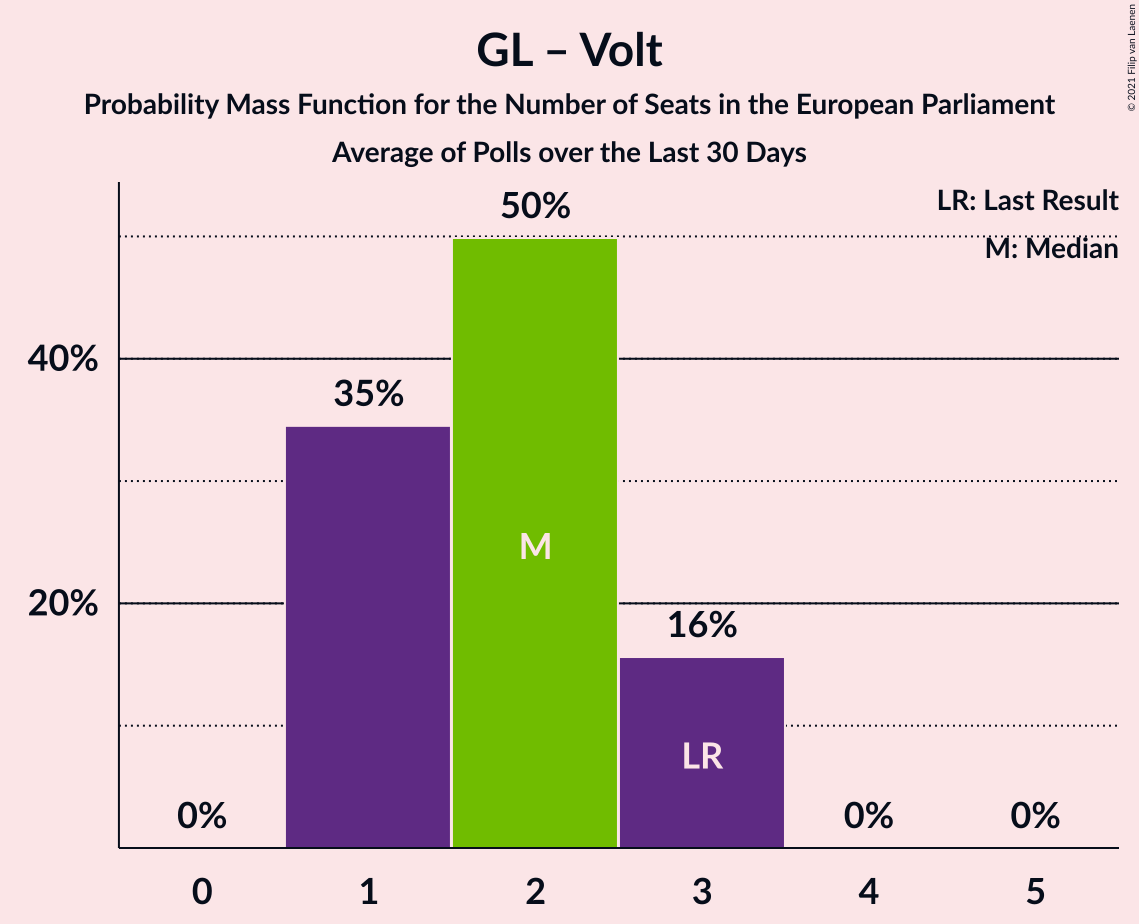 GL – Volt
Probability Mass Function for the Number of Seats in the European Parliament
Average of Polls over the Last 30 Days
© 2021 Filip van Laenen
LR: Last Result
M: Median
50%
40%
35%
M
20%
16%
LR
0%
0%
0%
0 1 2 3 4 5